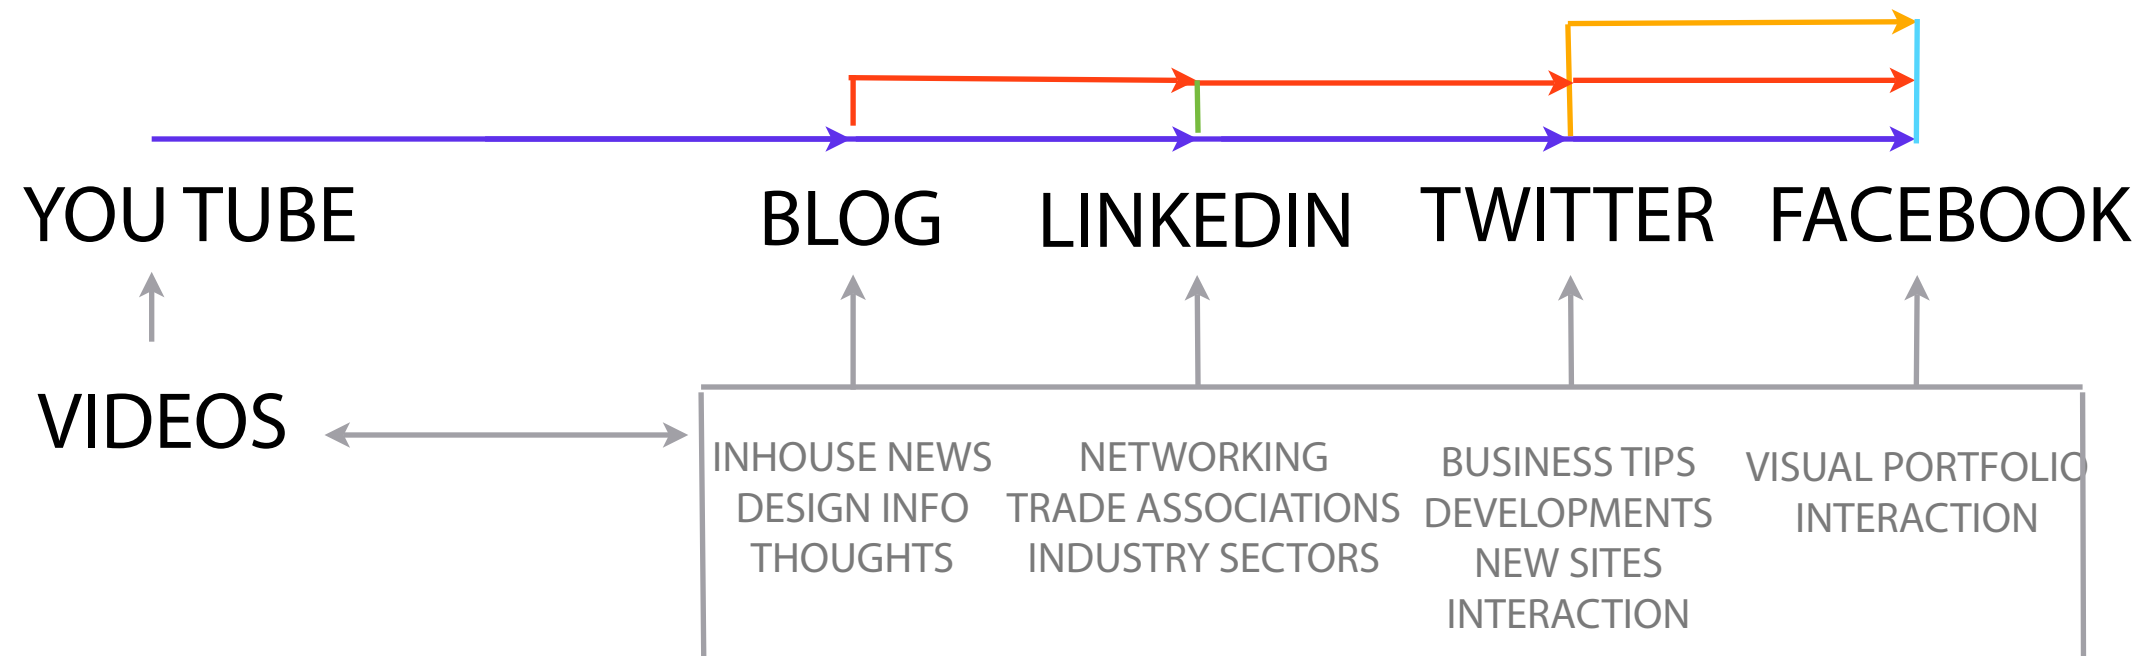 YOU TUBE
BLOG
LINKEDIN
TWITTER
FACEBOOK
VIDEOS
INHOUSE NEWS
DESIGN INFO
THOUGHTS
NETWORKING
TRADE ASSOCIATIONS
INDUSTRY SECTORS
BUSINESS TIPS
DEVELOPMENTS
NEW SITES
INTERACTION
VISUAL PORTFOLIO
INTERACTION